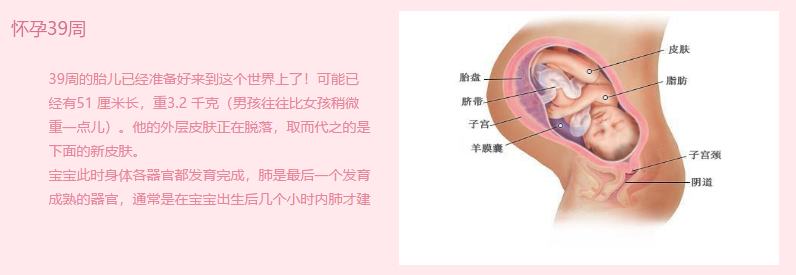 怀孕39周
39周的胎儿已经准备好来到这个世界上了！可能已
经有51 厘米长，重3.2 千克（男孩往往比女孩稍微
重一点儿）。他的外层皮肤正在脱落，取而代之的是
下面的新皮肤。
宝宝此时身体各器官都发育完成，肺是最后一个发育
成熟的器官，通常是在宝宝出生后几个小时内肺才建
皮肤
胎盘
脂肪
脐带
子宫
羊膜囊
子宫颈
阴道